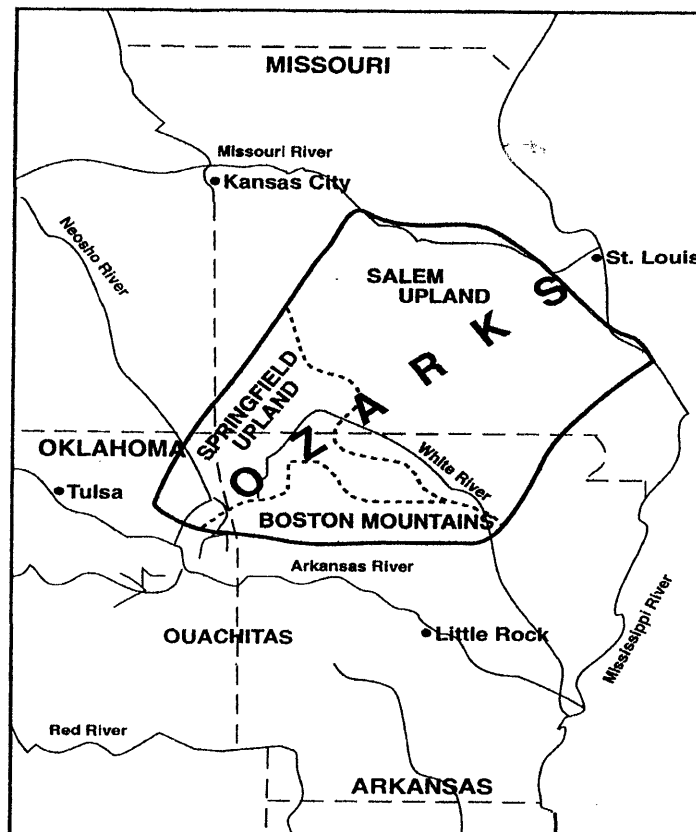 MISSOURI
Missouri River
Kansas City
Neosho River
St. Louis
SALEM
UPLAND
OZARKS
SPRINGFIELD
UPLAND
OKLAHOMA
White River
Tulsa
BOSTON MOUNTAINS
Arkansas River
Mississippi River
OUACHITAS
Little Rock
Red River
ARKANSAS